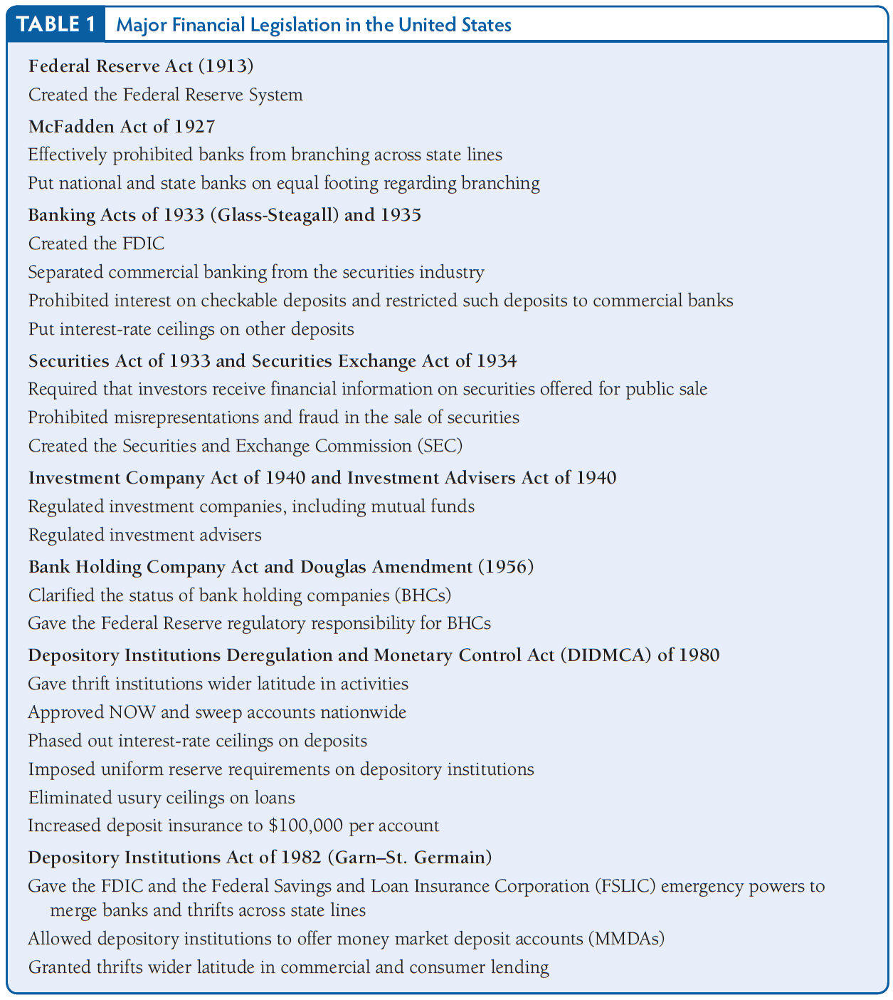 TABLE 1 Major Financial Legislation in the United States
Federal Reserve Act (1913)
Created the Federal Reserve System
McFadden Act of 1927
Effectively prohibited banks from branching across state lines
Put national and state banks on equal footing regarding branching
Banking Acts of 1933 (Glass-Steagall) and 1935
Created the FDIC
Separated commercial banking from the securities industry
Prohibited interest on checkable deposits and restricted such deposits to commercial banks
Put interest-rate ceilings on other deposits
Securities Act of 1933 and Securities Exchange Act of 1934
Required that investors receive financial information on securities offered for public sale
Prohibited misrepresentations and fraud in the sale of securities
Created the Securities and Exchange Commission (SEC)
Investment Company Act of 1940 and Investment Advisers Act of 1940
Regulated investment companies, including mutual funds
Regulated investment advisers
Bank Holding Company Act and Douglas Amendment (1956)
Clarified the status of bank holding companies (BHCs)
Gave the Federal Reserve regulatory responsibility for BHCs
Depository Institutions Deregulation and Monetary Control Act (DIDMCA) of 1980
Gave thrift institutions wider latitude in activities
Approved NOW and sweep accounts nationwide
Phased out interest-rate ceilings on deposits
Imposed uniform reserve requirements on depository institutions
Eliminated usury ceilings on loans
Increased deposit insurance to $100,000 per account
Depository Institutions Act of 1982 (Garn–St. Germain)
Gave the FDIC and the Federal Savings and Loan Insurance Corporation (FSLIC) emergency powers to
merge banks and thrifts across state lines
Allowed depository institutions to offer money market deposit accounts (MMDAs)
Granted thrifts wider latitude in commercial and consumer lending